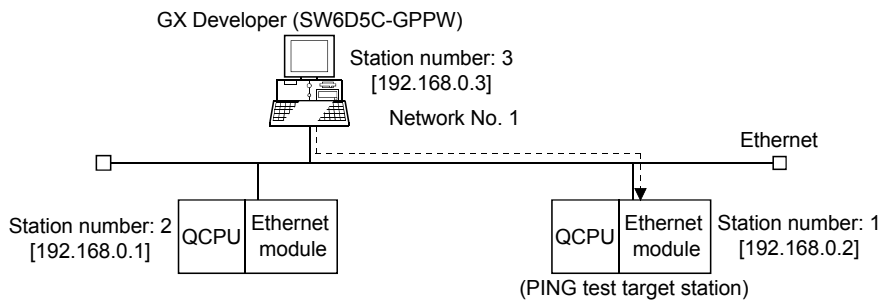 GX Developer (SW6D5C-GPPW)
Station number: 3
[192.168.0.3]
Network No. 1
Ethernet
Station number: 2
[192.168.0.1]
QCPU
Ethernet
module
QCPU
Ethernet
module
Station number: 1
[192.168.0.2]
(PING test target station)